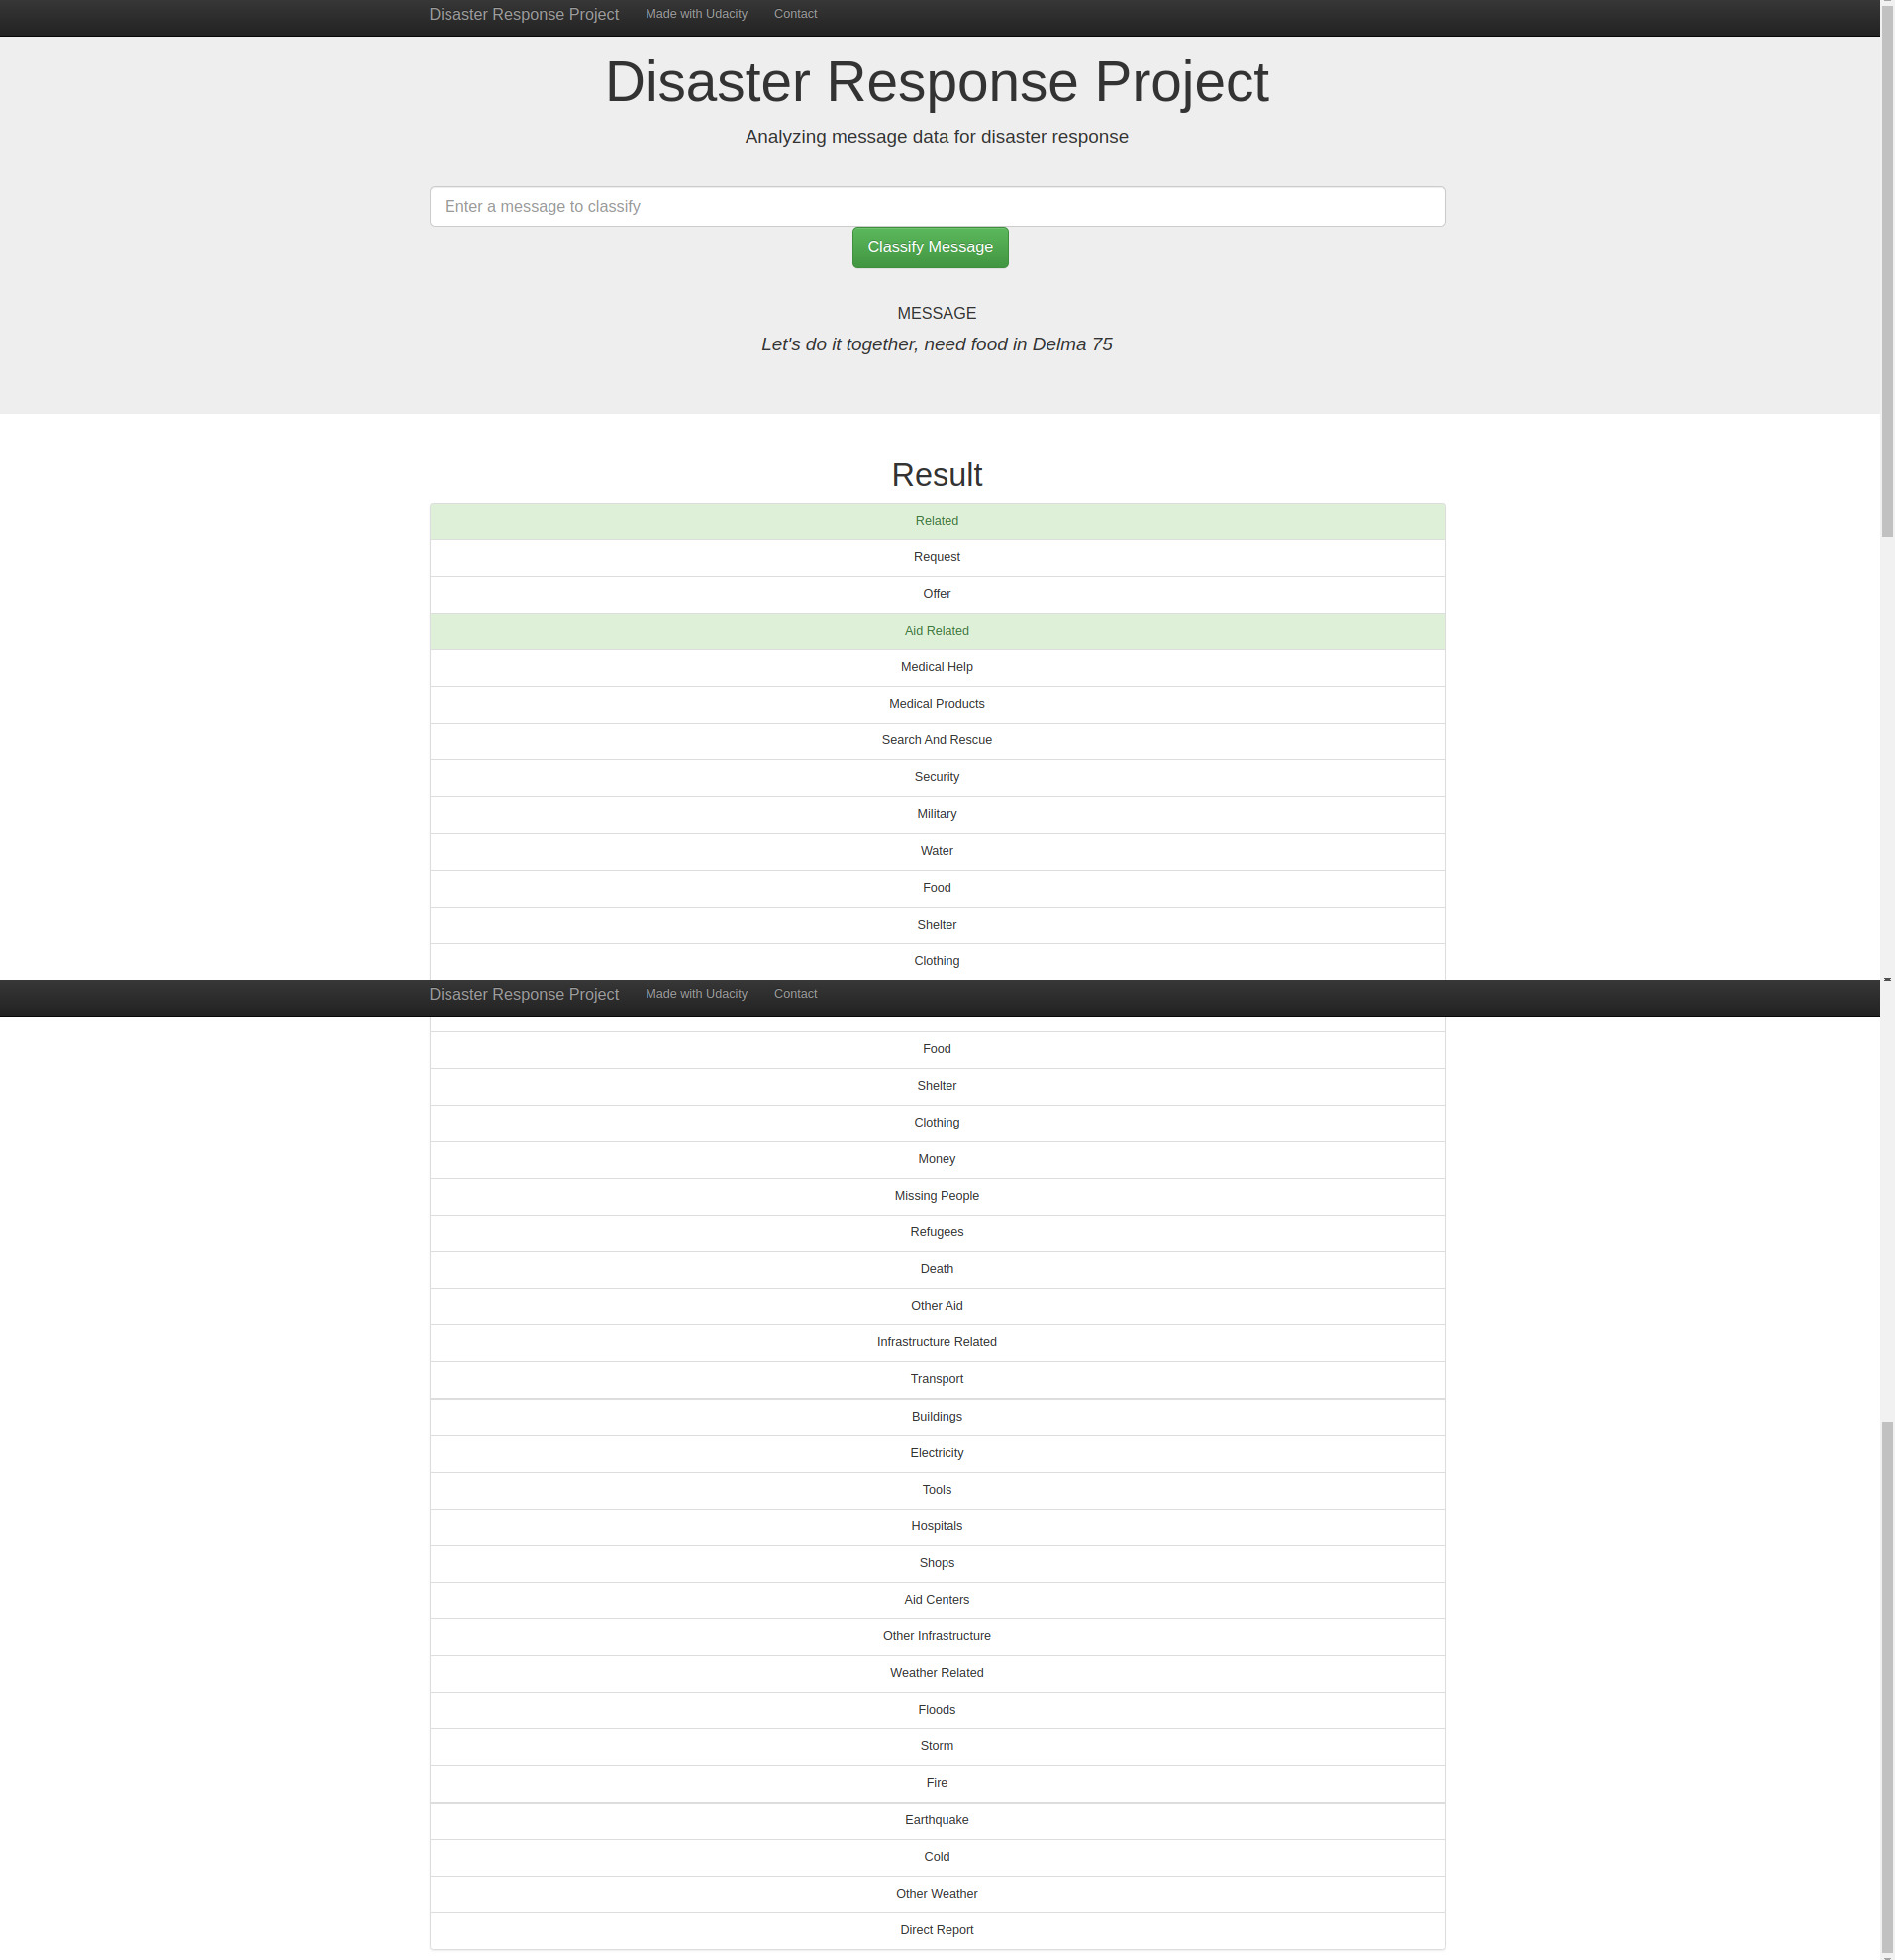 Disaster Response Project Made with Udacity Contact
Disaster Response Project
Analyzing message data for disaster response
Enter a message to classify
Classify Message
MESSAGE
Let's do it together, need food in Delma 75
Result
Related
Request
Offer
Aid Related
Medical Help
Medical Products
Search And Rescue
Security
Military
Water
Food
Shelter
Clothing
Disaster Response Project Made with Udacity Contact
Food
Shelter
Clothing
Money
Missing People
Refugees
Death
Other Aid
Infrastructure Related
Transport
Buildings
Electricity
Tools
Hospitals
Shops
Aid Centers
Other Infrastructure
Weather Related
Floods
Storm
Fire
Earthquake
Cold
Other Weather
Direct Report